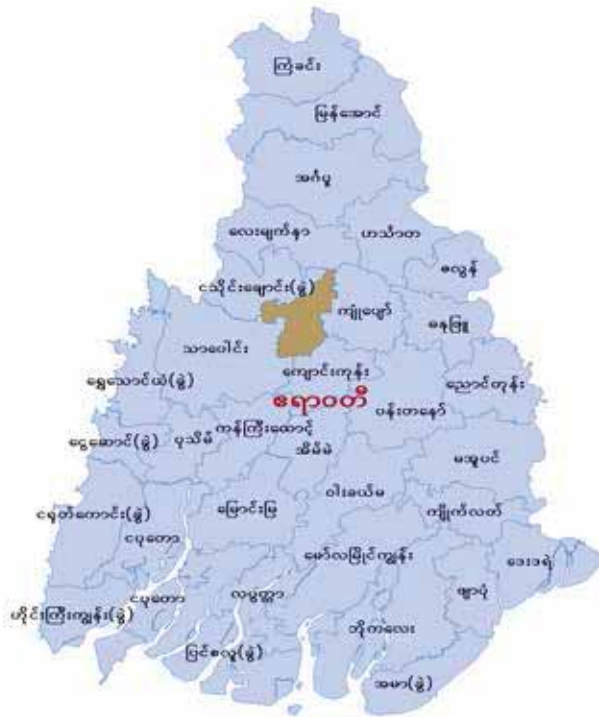 ကြံခင်း
မြန်အောင်
အင်္ဂပူ
လေးမျက်နှာ
ဟင်္သာတ
ဇလွန်
ငသိုင်းချောင်း(ခွဲ)
ကျုံပျော်
ဓနုဖြူ
သာပေါင်း
ကျောင်းကုန်း
ညောင်တုန်း
ရွှေသောင်ယံ(ခွဲ)
ဧရာဝတီ
ပန်းတနော်
ငွေဆောင်(ခွဲ)
ပုသိမ်
ကန်ကြီးထောင့်
အိမ်မဲ
မအူပင်
ဝါးခယ်မ
ငရုတ်ကောင်း(ခွဲ)
မြောင်းမြ
ကျိုက်လတ်
ငပုတော
မော်လမြိုင်ကျွန်း
ဒေးဒရဲ
ဟိုင်းကြီးကျွန်း(ခွဲ)
ငပုတော
လပွတ္တာ
ဖျာပုံ
ပြင်စလူ(ခွဲ)
ဘိုကလေး
အမာ(ခွဲ)